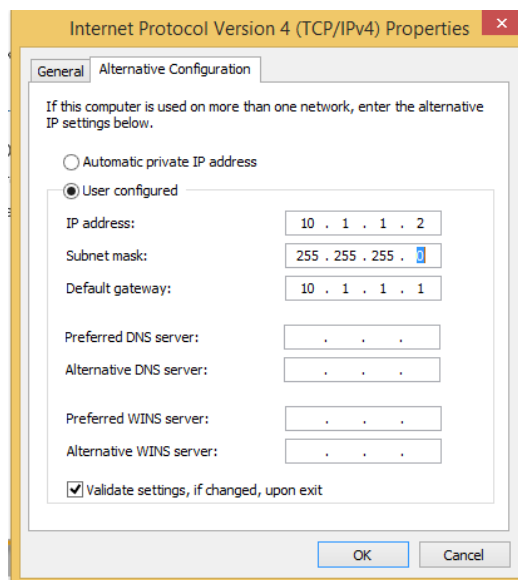 Internet Protocol Version 4 (TCP/IPv4) Properties
General Alternative Configuration
If this computer is used on more than one network, enter the alternative
IP settings below.
Automatic private IP address
User configured
IP address: 10 . 1 . 1 . 2
Subnet mask: 255 . 255 . 255 . 0
Default gateway: 10 . 1 . 1 . 1
Preferred DNS server: . . .
Alternative DNS server: . . .
Preferred WINS server: . . .
Alternative WINS server: . . .
Validate settings, if changed, upon exit
OK Cancel